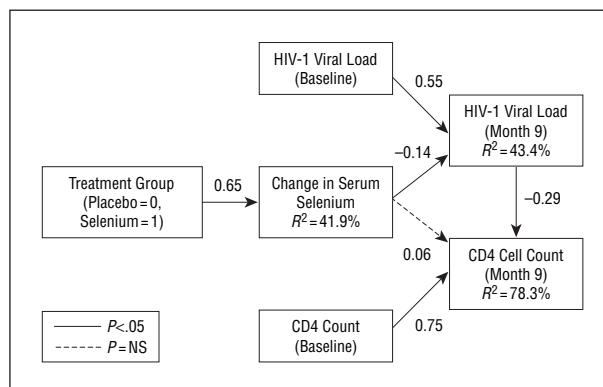 HIV-1 Viral Load
(Baseline)
0.55
HIV-1 Viral Load
(Month 9)
R²=43.4%
–0.14
Treatment Group
(Placebo=0,
Selenium=1)
0.65
Change in Serum
Selenium
R²=41.9%
–0.29
0.06
CD4 Cell Count
(Month 9)
R²=78.3%
0.75
CD4 Count
(Baseline)
P<.05
P=NS